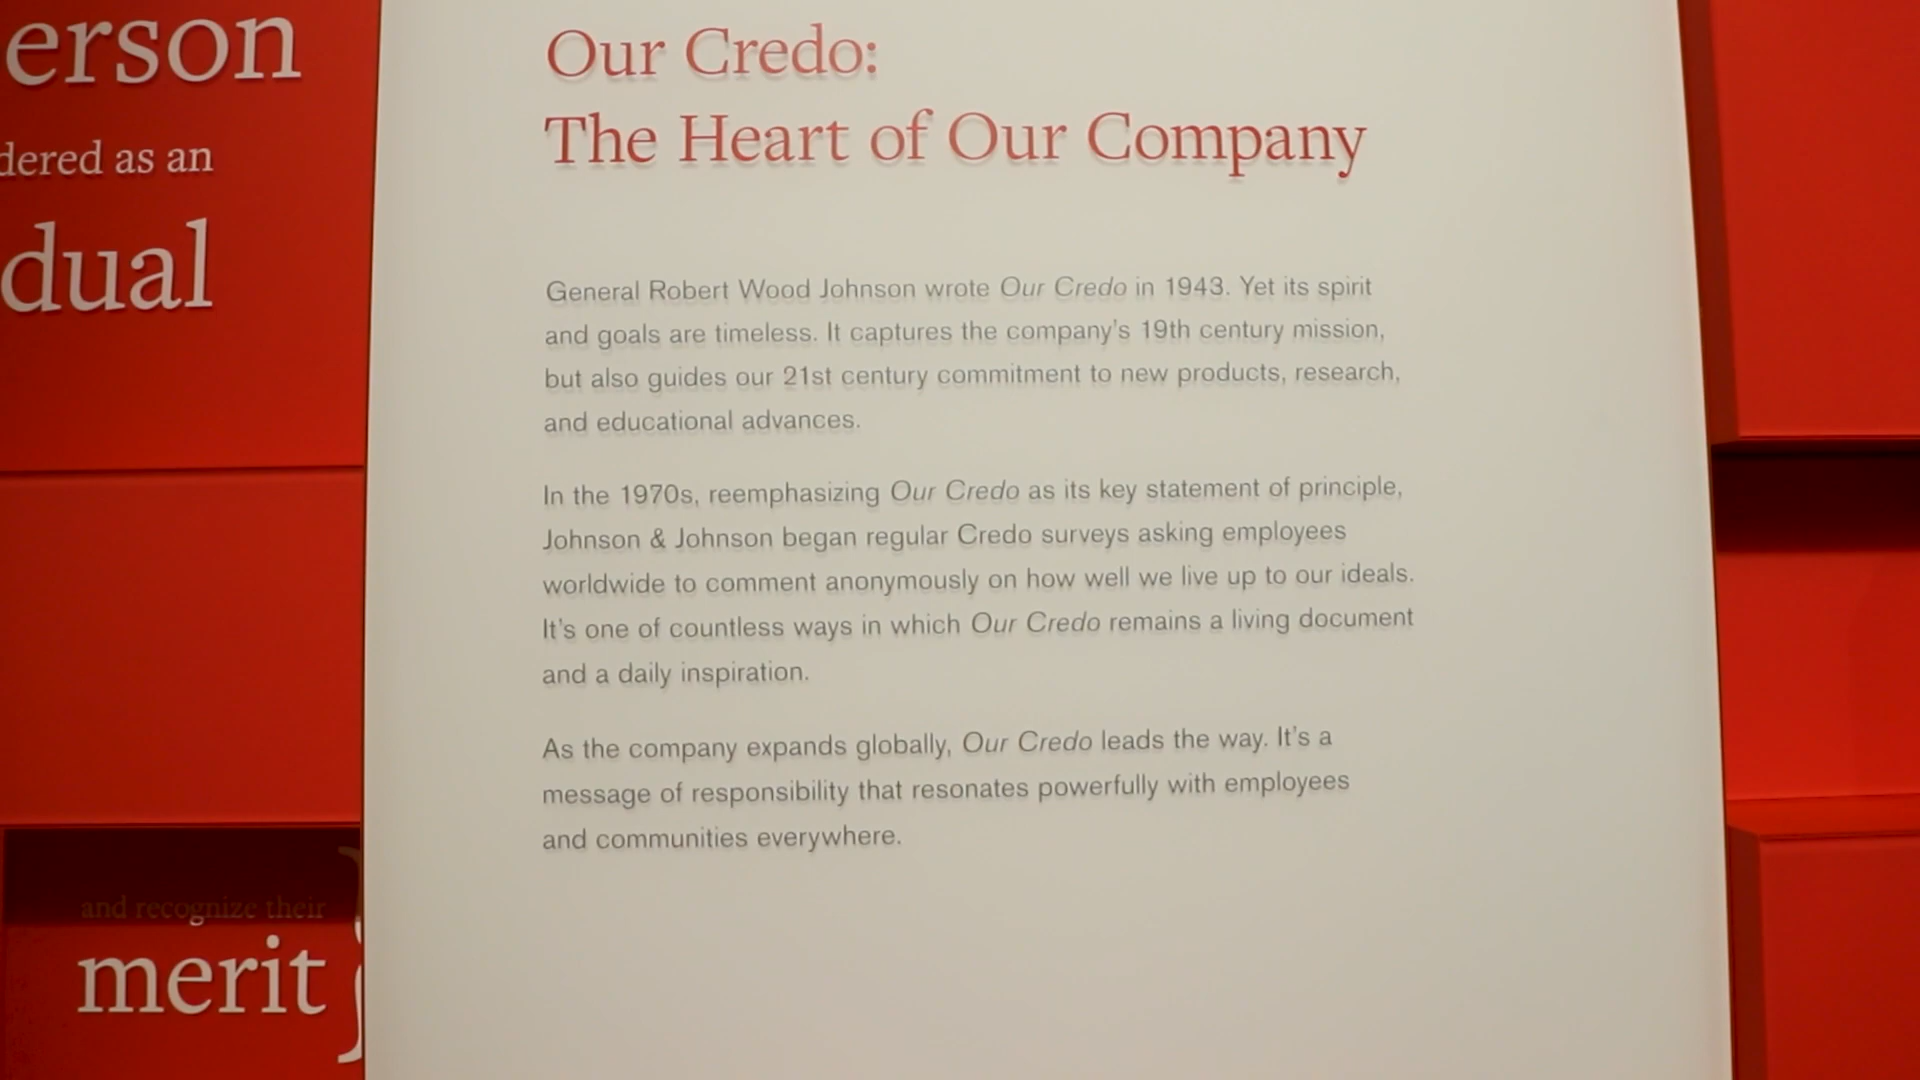 erson
dered as an
dual
and recognize their
merit
Our Credo:
The Heart of Our Company
General Robert Wood Johnson wrote Our Credo in 1943. Yet its spirit
and goals are timeless. It captures the company's 19th century mission,
but also guides our 21st century commitment to new products, research,
and educational advances.
In the 1970s, reemphasizing Our Credo as its key statement of principle,
Johnson & Johnson began regular Credo surveys asking employees
worldwide to comment anonymously on how well we live up to our ideals.
It's one of countless ways in which Our Credo remains a living document
and a daily inspiration.
As the company expands globally, Our Credo leads the way. It's a
message of responsibility that resonates powerfully with employees
and communities everywhere.